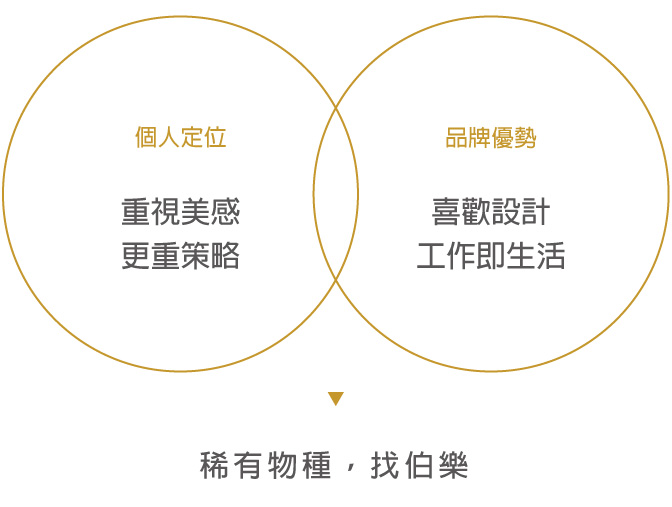 個人定位
重視美感
更重策略
品牌優勢
喜歡設計
工作即生活
稀有物種，找伯樂